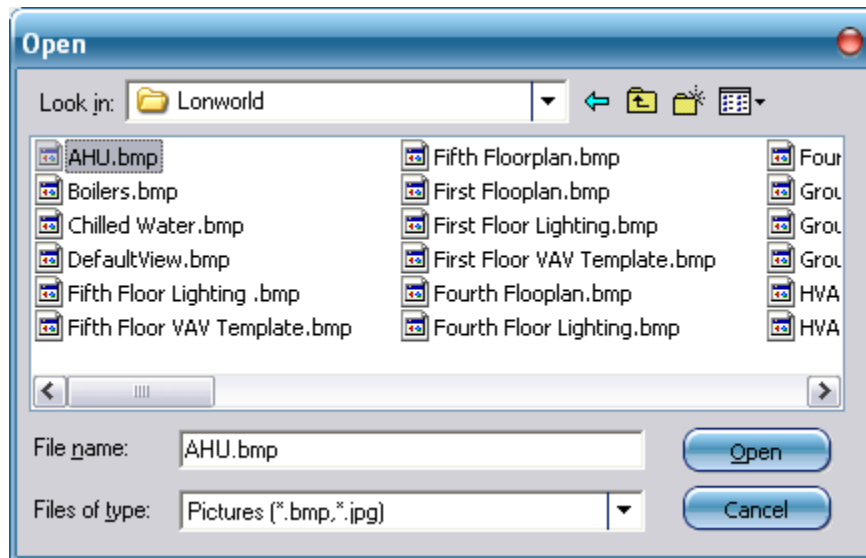 Open
Look in: Lonworld
AHU.bmp
Boilers.bmp
Chilled Water.bmp
DefaultView.bmp
Fifth Floor Lighting .bmp
Fifth Floor VAV Template.bmp
Fifth Floorplan.bmp
First Flooplan.bmp
First Floor Lighting.bmp
First Floor VAV Template.bmp
Fourth Flooplan.bmp
Fourth Floor Lighting.bmp
Four
Grou
Grou
Grou
HVA
HVA
File name: AHU.bmp Open
Files of type: Pictures (*.bmp,*.jpg) Cancel